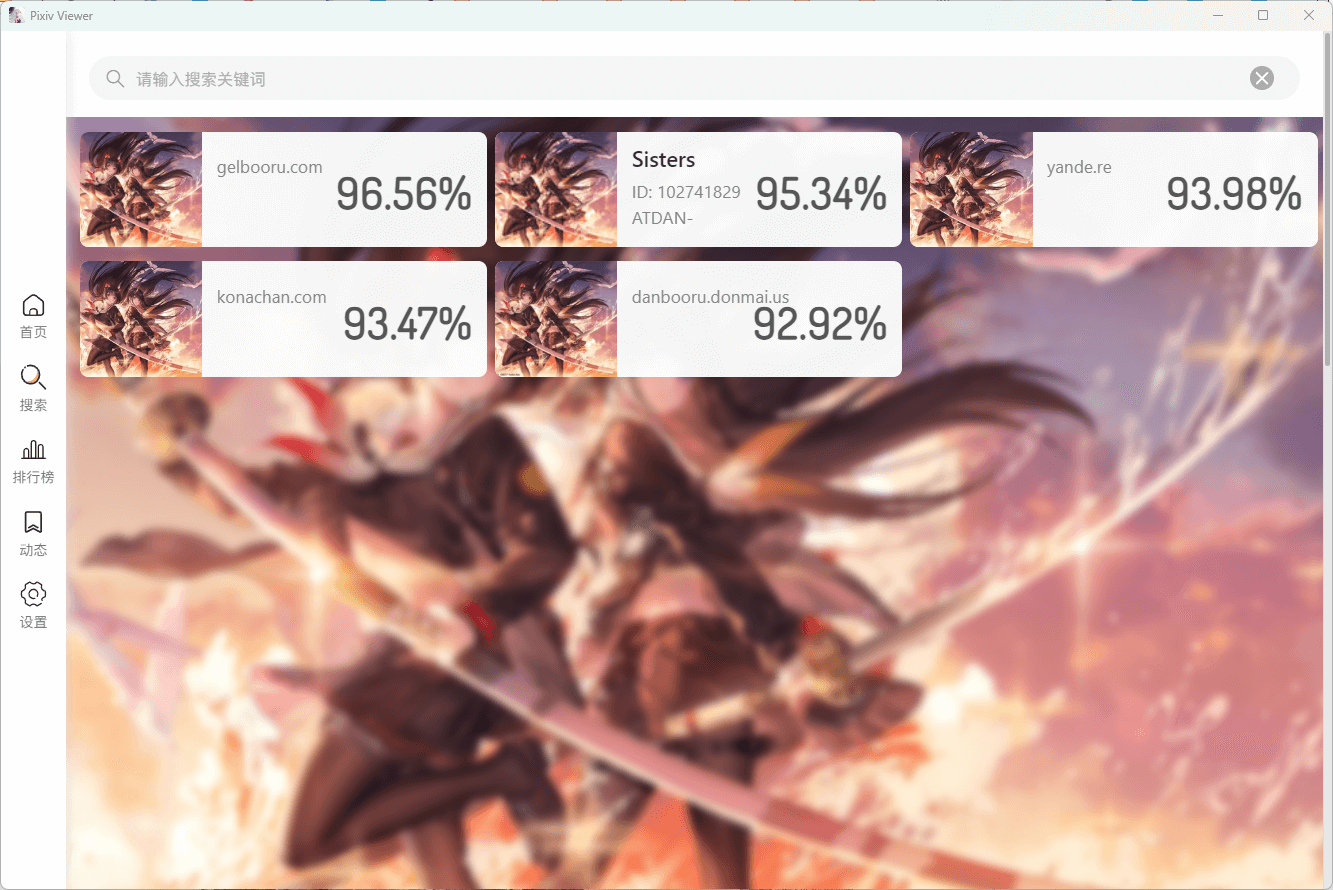 Pixiv Viewer
请输入搜索关键词
gelbooru.com
96.56%
Sisters
ID: 102741829
ATDAN-
95.34%
yande.re
93.98%
konachan.com
93.47%
danbooru.donmai.us
92.92%
首页
搜索
排行榜
动态
设置